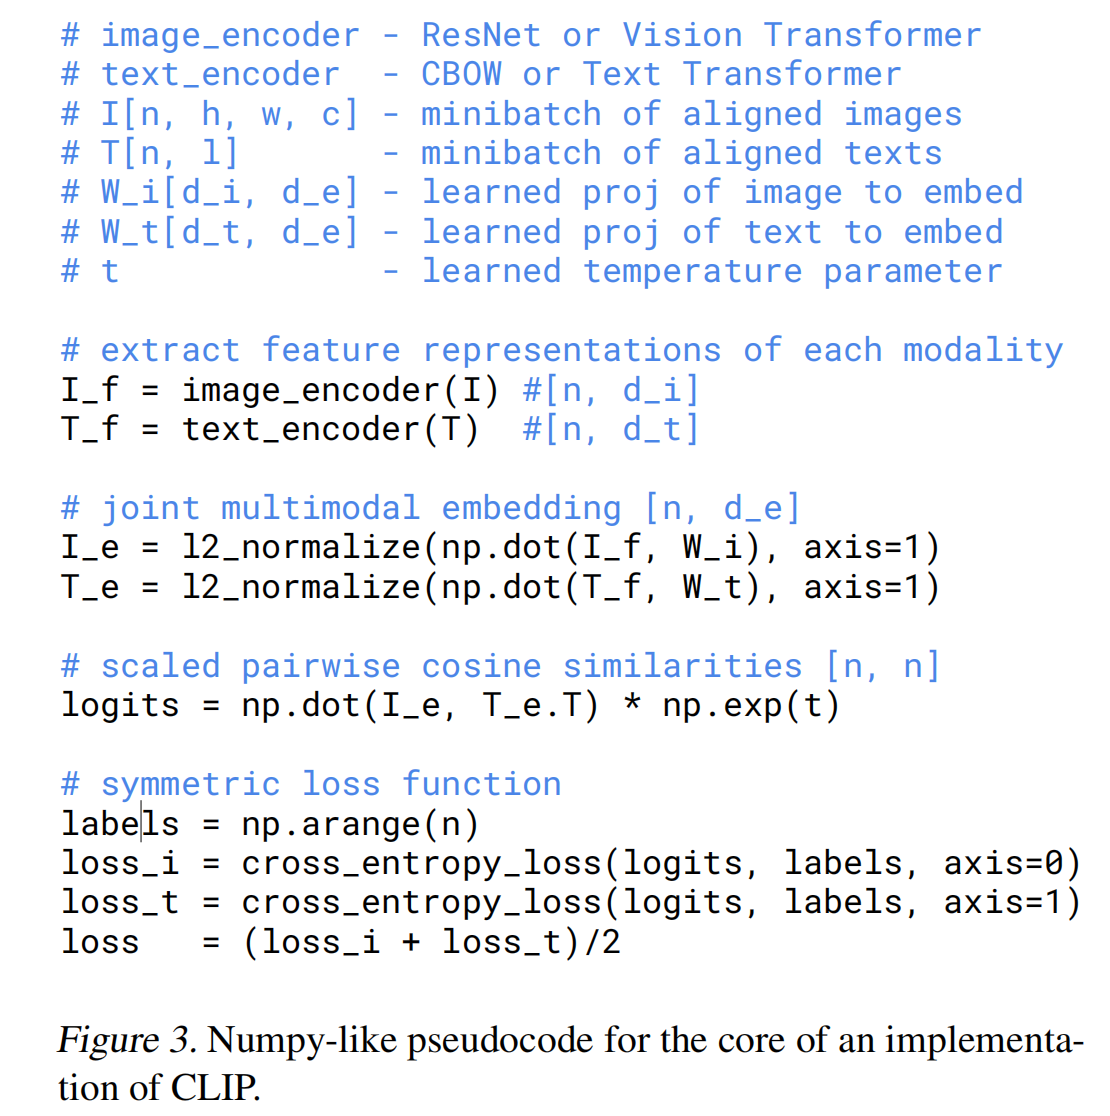 # image_encoder - ResNet or Vision Transformer
# text_encoder  - CBOW or Text Transformer
# I[n, h, w, c] - minibatch of aligned images
# T[n, l]       - minibatch of aligned texts
# W_i[d_i, d_e] - learned proj of image to embed
# W_t[d_t, d_e] - learned proj of text to embed
# t             - learned temperature parameter

# extract feature representations of each modality
I_f = image_encoder(I) #[n, d_i]
T_f = text_encoder(T)  #[n, d_t]

# joint multimodal embedding [n, d_e]
I_e = l2_normalize(np.dot(I_f, W_i), axis=1)
T_e = l2_normalize(np.dot(T_f, W_t), axis=1)

# scaled pairwise cosine similarities [n, n]
logits = np.dot(I_e, T_e.T) * np.exp(t)

# symmetric loss function
labels = np.arange(n)
loss_i = cross_entropy_loss(logits, labels, axis=0)
loss_t = cross_entropy_loss(logits, labels, axis=1)
loss   = (loss_i + loss_t)/2

Figure 3. Numpy-like pseudocode for the core of an implementa-
tion of CLIP.